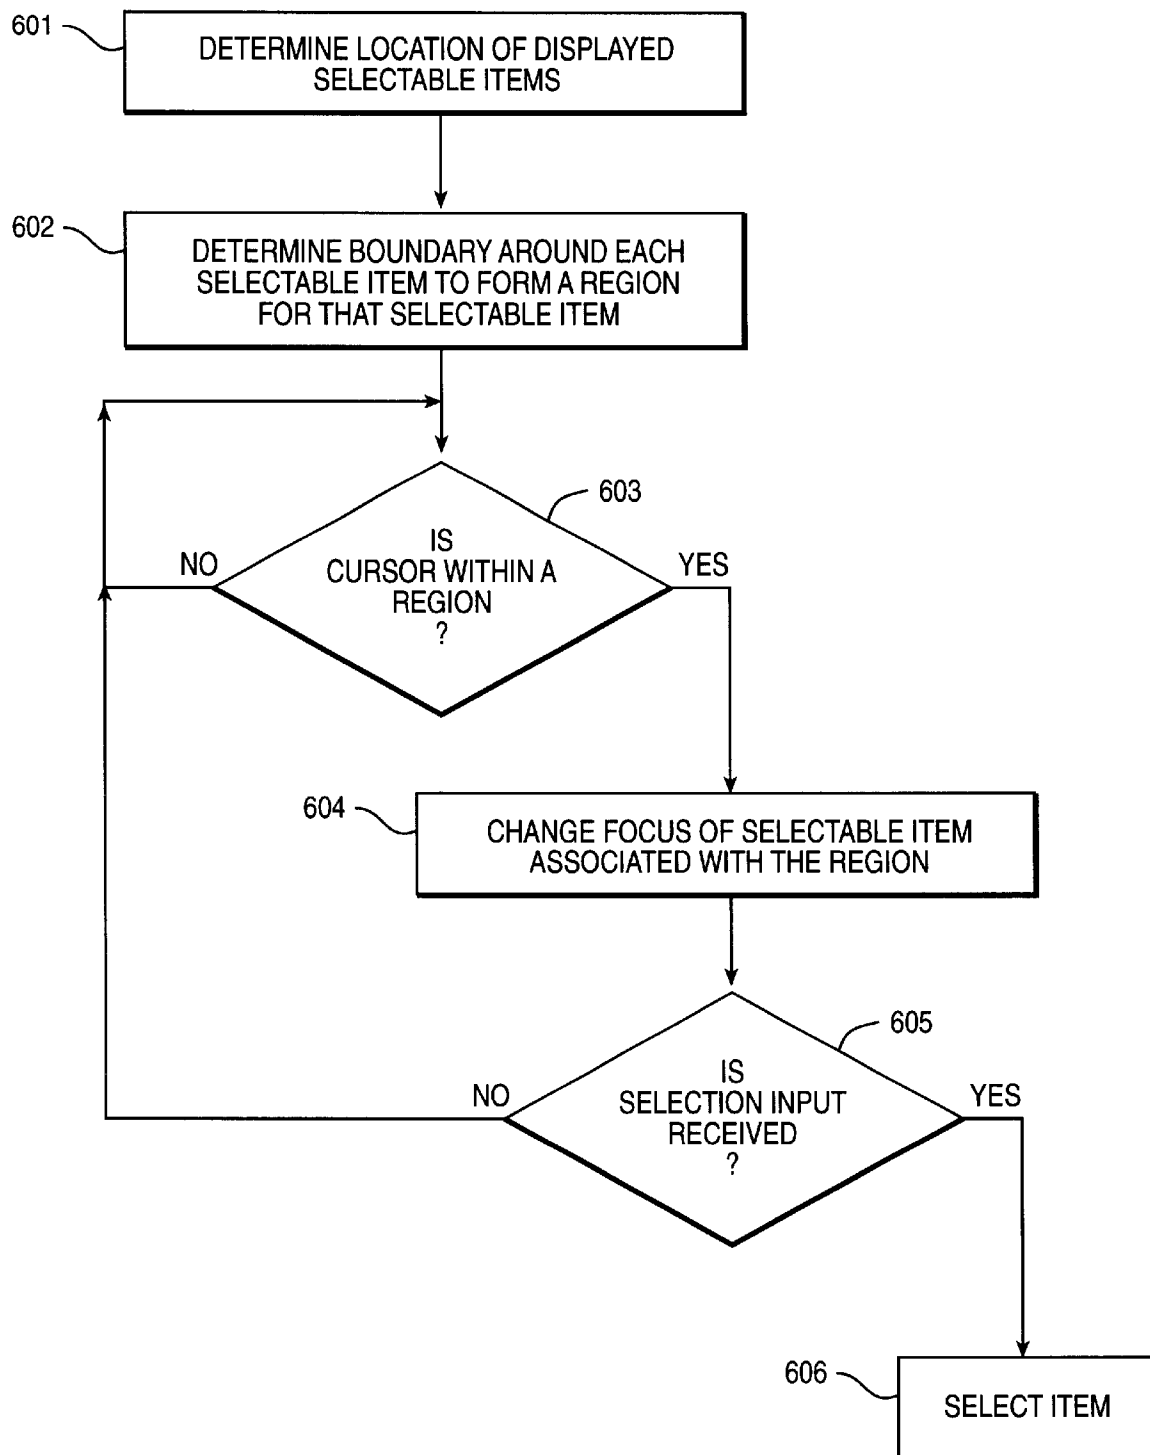 601
DETERMINE LOCATION OF DISPLAYED
SELECTABLE ITEMS
602
DETERMINE BOUNDARY AROUND EACH
SELECTABLE ITEM TO FORM A REGION
FOR THAT SELECTABLE ITEM
603
IS
CURSOR WITHIN A
REGION
?
NO
YES
604
CHANGE FOCUS OF SELECTABLE ITEM
ASSOCIATED WITH THE REGION
605
IS
SELECTION INPUT
RECEIVED
?
NO
YES
606
SELECT ITEM